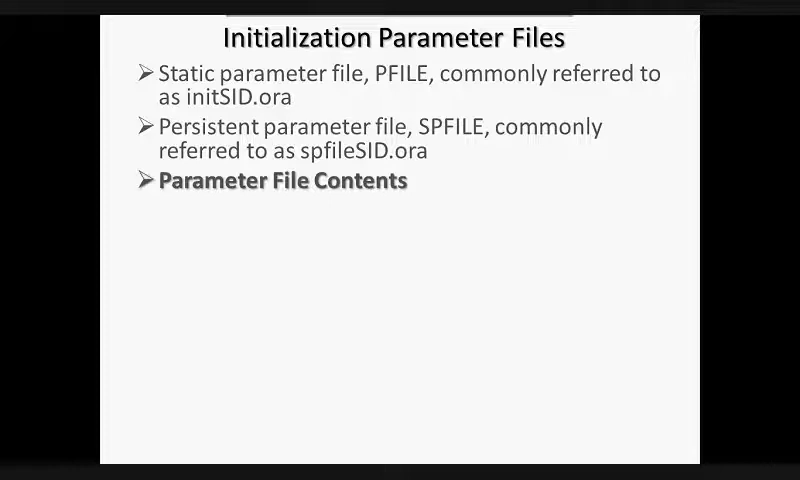 Initialization Parameter Files
➢Static parameter file, PFILE, commonly referred to
as initSID.ora
➢Persistent parameter file, SPFILE, commonly
referred to as spfileSID.ora
➢Parameter File Contents